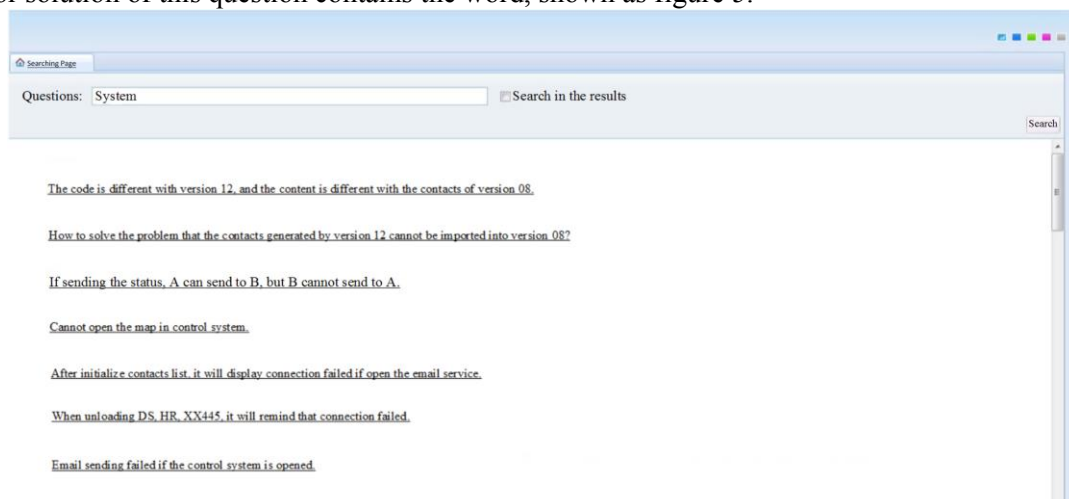 or solution of this question contains the word, shown as figure 5.
Searching Page
Questions: System Search in the results
Search
The code is different with version 12, and the content is different with the contacts of version 08.
How to solve the problem that the contacts generated by version 12 cannot be imported into version 08?
If sending the status, A can send to B, but B cannot send to A.
Cannot open the map in control system.
After initialize contacts list, it will display connection failed if open the email service.
When unloading DS, HR, XX445, it will remind that connection failed.
Email sending failed if the control system is opened.